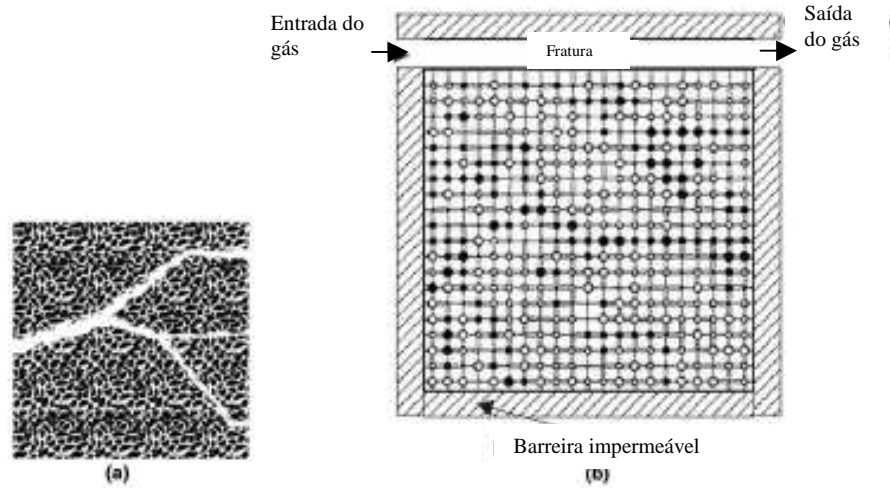 Entrada do
gás
Fratura
Saída
do gás
Barreira impermeável
(a)
(b)